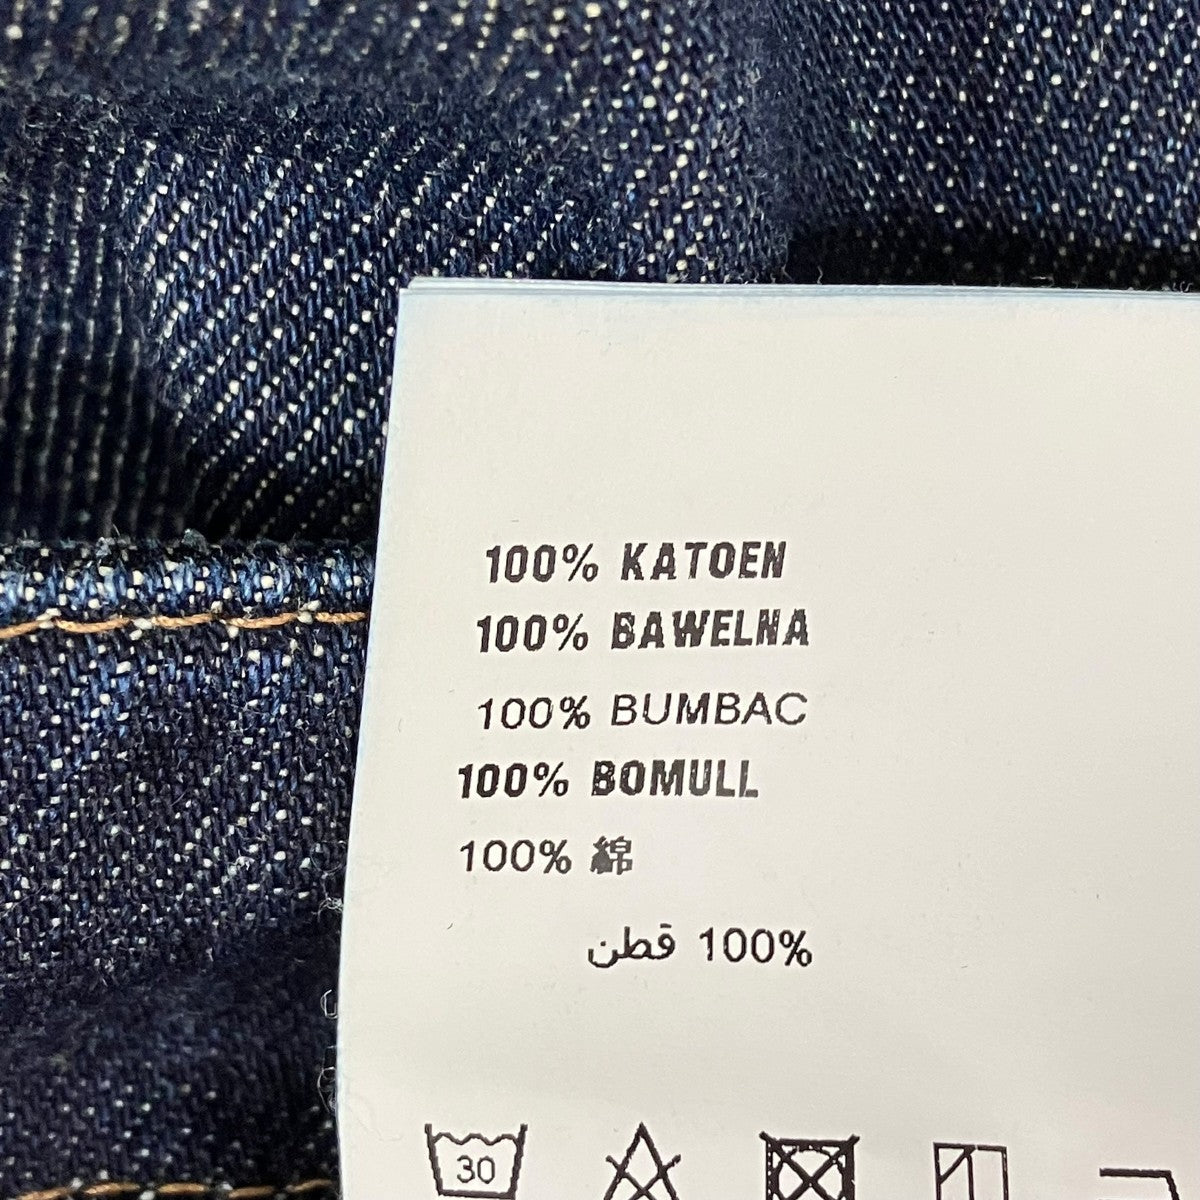 100% KATOEN
100% BAWELNA
100% BUMBAC
100% BOMULL
100% 綿
100% قطن
30